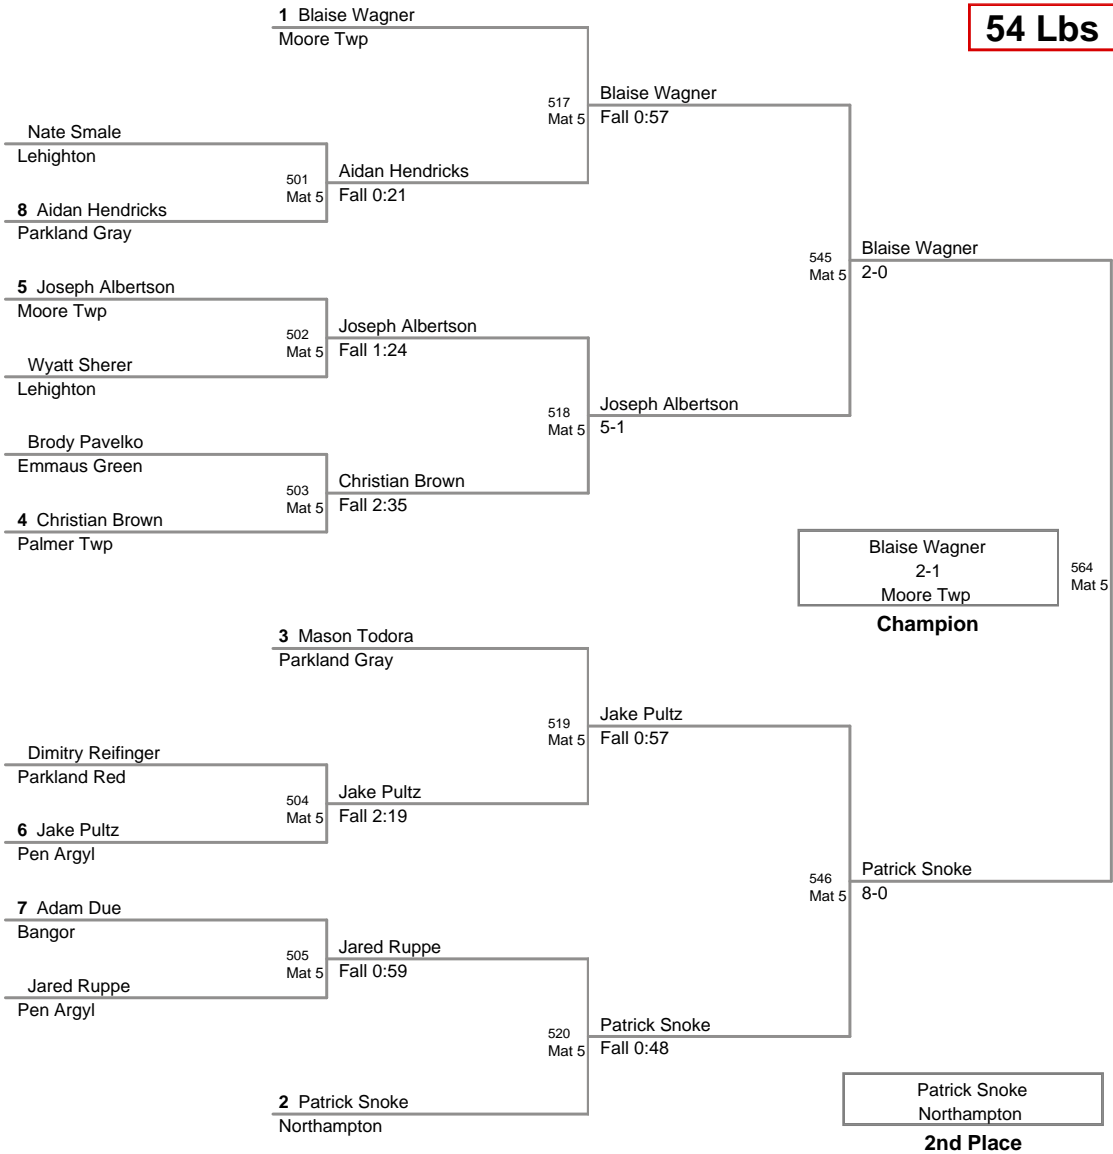 54 Lbs
1 Blaise Wagner
Moore Twp
517
Mat 5
Blaise Wagner
Fall 0:57
Nate Smale
Lehighton
501
Mat 5
Aidan Hendricks
Fall 0:21
8 Aidan Hendricks
Parkland Gray
545
Mat 5
Blaise Wagner
2-0
5 Joseph Albertson
Moore Twp
502
Mat 5
Joseph Albertson
Fall 1:24
Wyatt Sherer
Lehighton
518
Mat 5
Joseph Albertson
5-1
Brody Pavelko
Emmaus Green
503
Mat 5
Christian Brown
Fall 2:35
4 Christian Brown
Palmer Twp
Blaise Wagner
2-1
Moore Twp
Champion
564
Mat 5
3 Mason Todora
Parkland Gray
519
Mat 5
Jake Pultz
Fall 0:57
Dimitry Reifinger
Parkland Red
504
Mat 5
Jake Pultz
Fall 2:19
6 Jake Pultz
Pen Argyl
546
Mat 5
Patrick Snoke
8-0
7 Adam Due
Bangor
505
Mat 5
Jared Ruppe
Fall 0:59
Jared Ruppe
Pen Argyl
520
Mat 5
Patrick Snoke
Fall 0:48
2 Patrick Snoke
Northampton
Patrick Snoke
Northampton
2nd Place